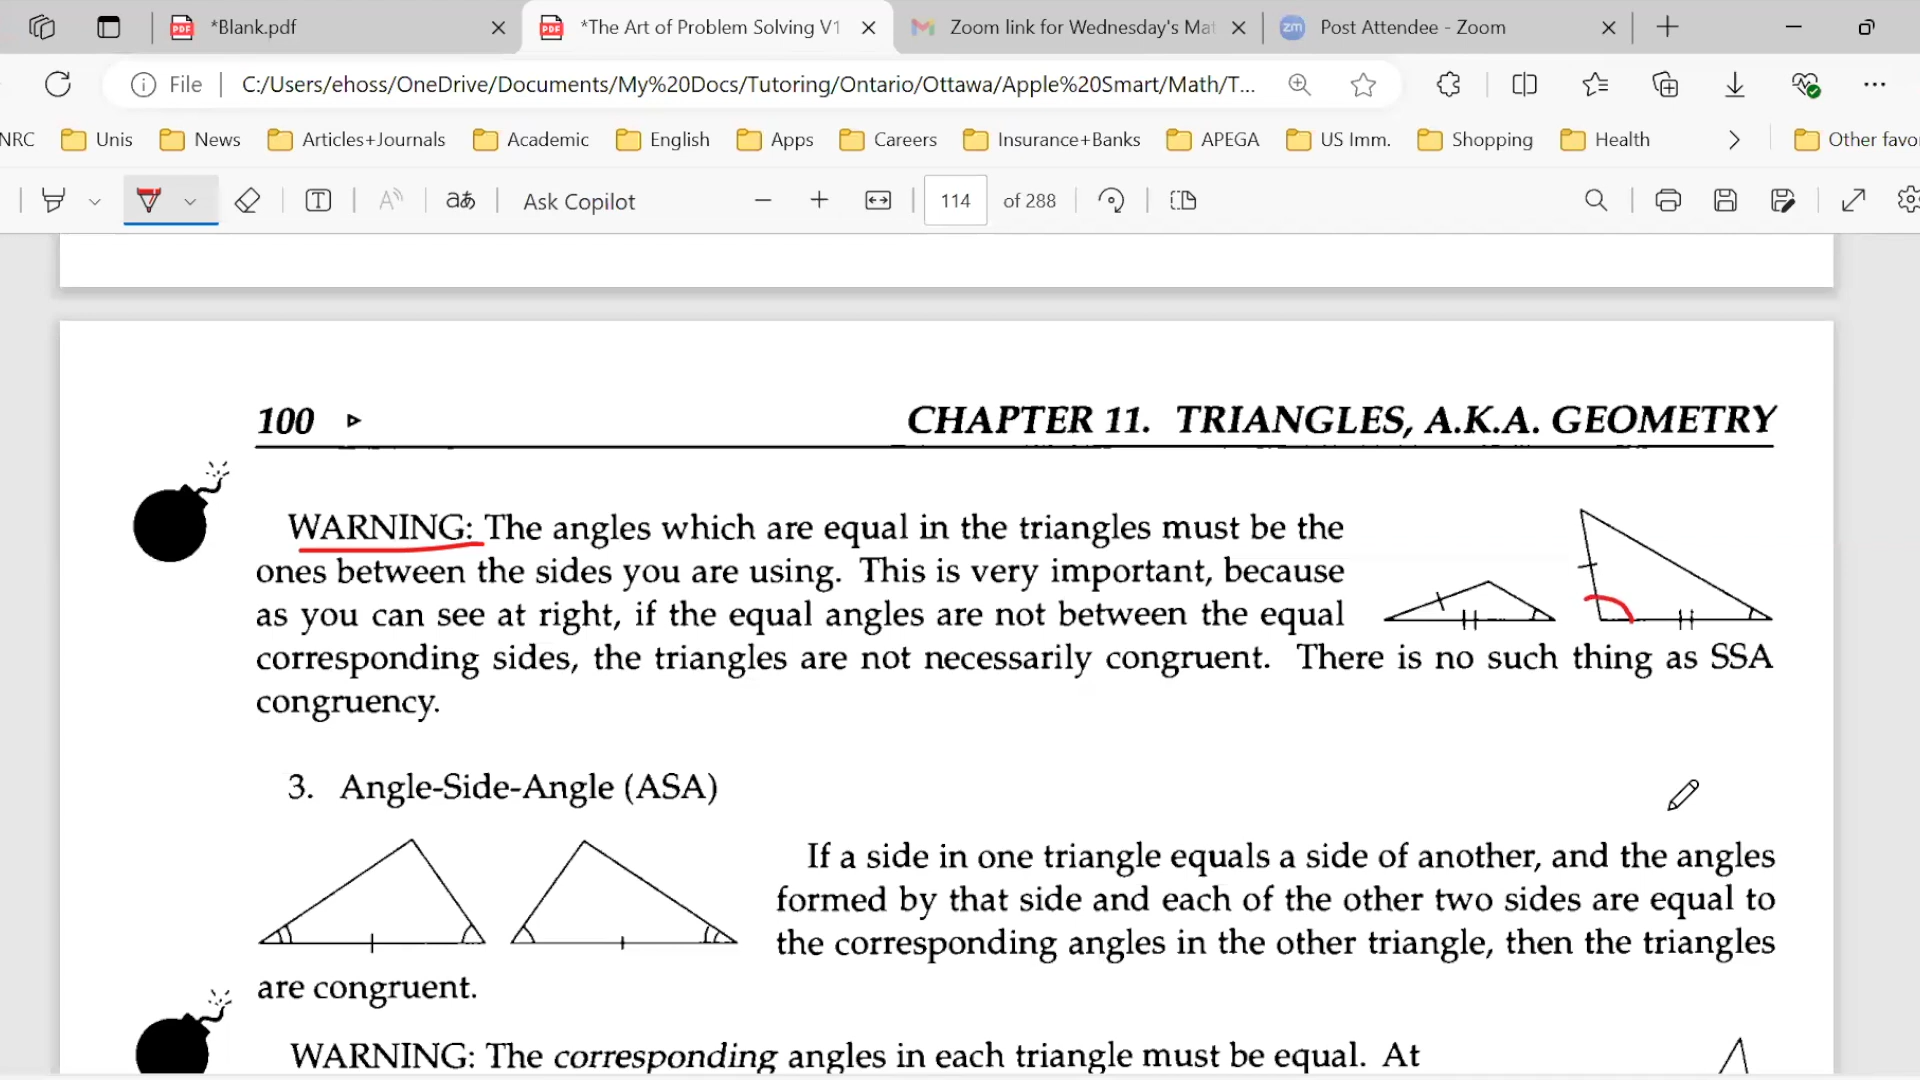 *Blank.pdf
*The Art of Problem Solving V1
Zoom link for Wednesday's Mat
Post Attendee - Zoom
File
C:/Users/ehoss/OneDrive/Documents/My%20Docs/Tutoring/Ontario/Ottawa/Apple%20Smart/Math/T...
NRC
Unis
News
Articles+Journals
Academic
English
Apps
Careers
Insurance+Banks
APEGA
US Imm.
Shopping
Health
Other favo
Ask Copilot
114 of 288
100
CHAPTER 11. TRIANGLES, A.K.A. GEOMETRY
WARNING: The angles which are equal in the triangles must be the
ones between the sides you are using. This is very important, because
as you can see at right, if the equal angles are not between the equal
corresponding sides, the triangles are not necessarily congruent. There is no such thing as SSA
congruency.
3. Angle-Side-Angle (ASA)
If a side in one triangle equals a side of another, and the angles
formed by that side and each of the other two sides are equal to
the corresponding angles in the other triangle, then the triangles
are congruent.
WARNING: The corresponding angles in each triangle must be equal. At